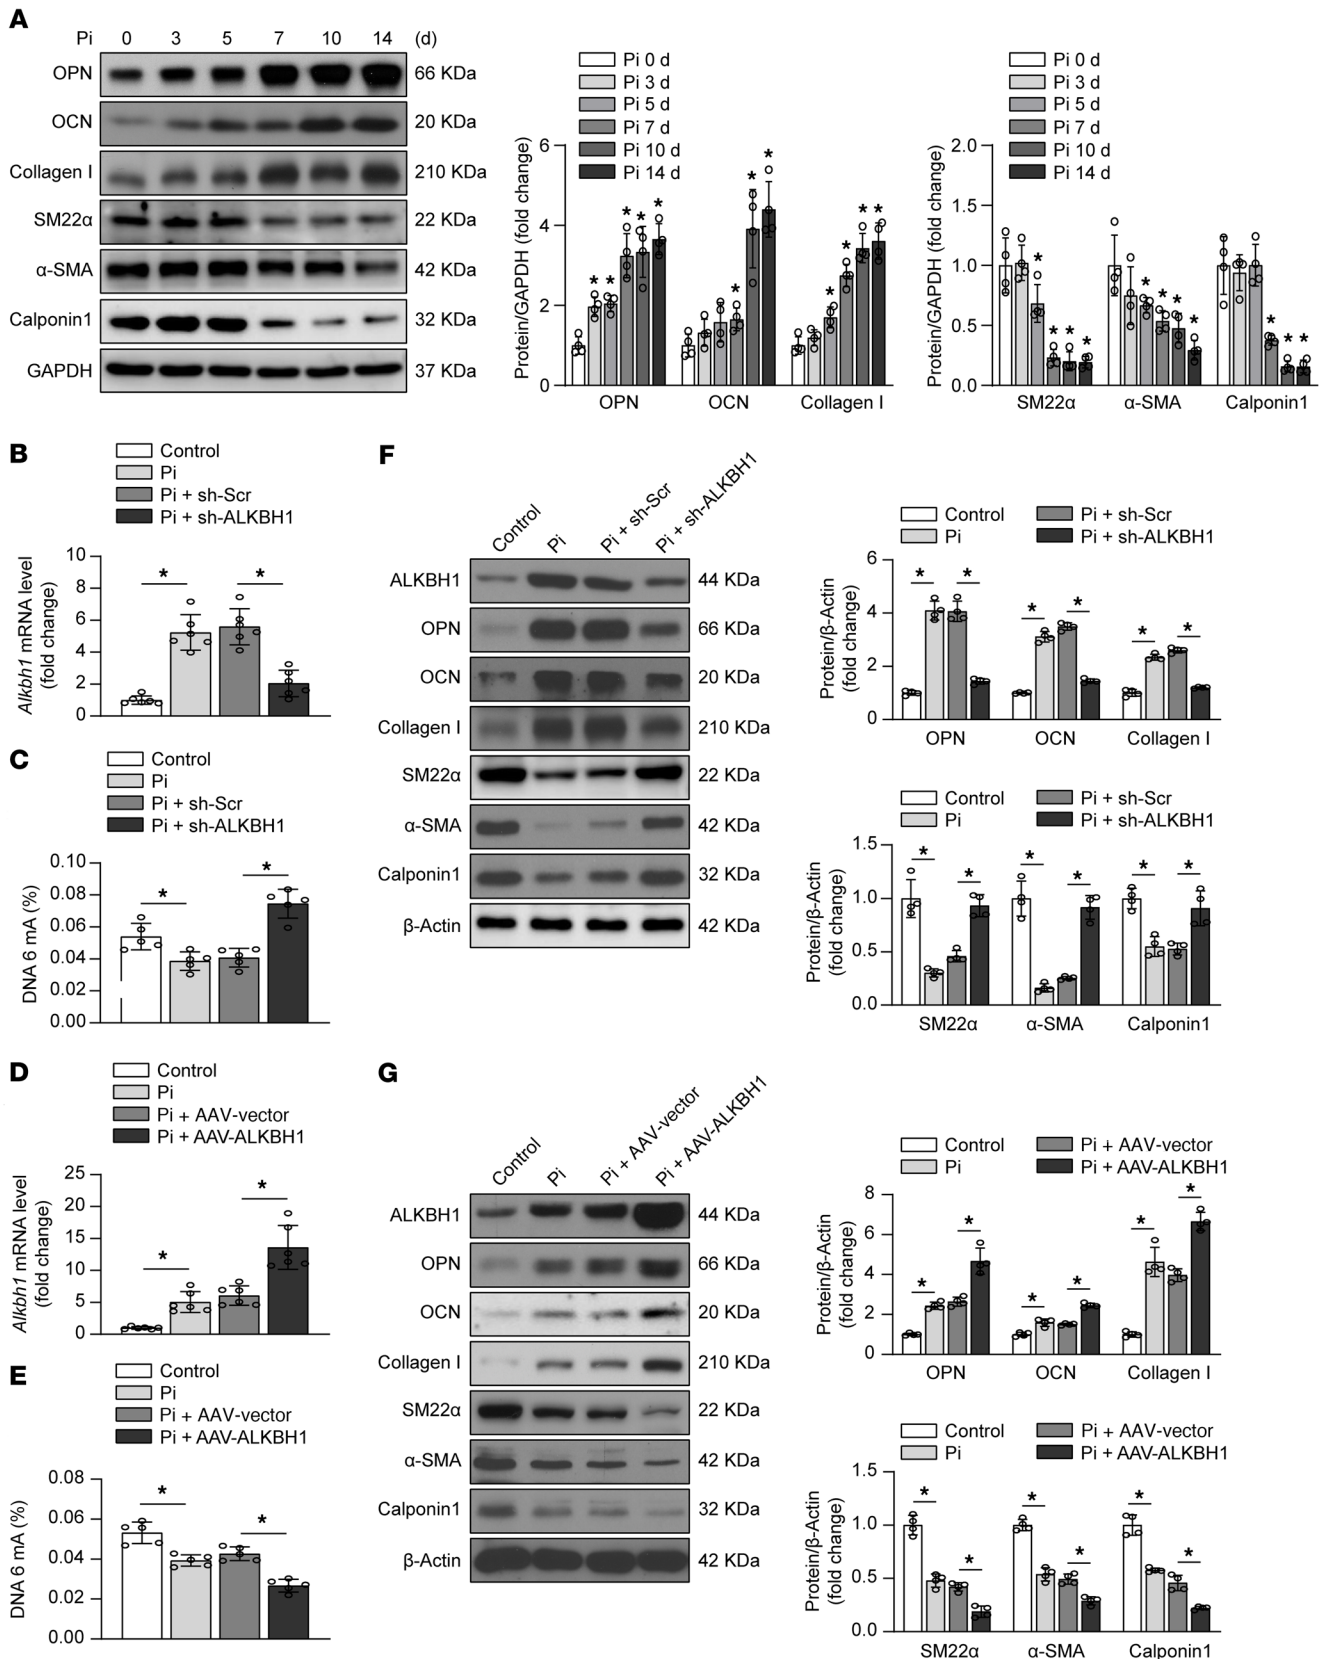 A
Pi 0 3 5 7 10 14 (d)
OPN 66 KDa
OCN 20 KDa
Collagen I 210 KDa
SM22α 22 KDa
α-SMA 42 KDa
Calponin1 32 KDa
GAPDH 37 KDa
Pi 0 d
Pi 3 d
Pi 5 d
Pi 7 d
Pi 10 d
Pi 14 d
Protein/GAPDH (fold change)
6
4
2
0
* * * * *
* * *
* * * *
OPN OCN Collagen I
Pi 0 d
Pi 3 d
Pi 5 d
Pi 7 d
Pi 10 d
Pi 14 d
Protein/GAPDH (fold change)
2.0
1.5
1.0
0.5
0.0
* * * *
* * * *
* * *
SM22α α-SMA Calponin1
B
Control
Pi
Pi + sh-Scr
Pi + sh-ALKBH1
Alkbh1 mRNA level
(fold change)
10
8
6
4
2
0
* *
C
Control
Pi
Pi + sh-Scr
Pi + sh-ALKBH1
DNA 6 mA (%)
0.10
0.08
0.06
0.04
0.02
0.00
* *
D
Control
Pi
Pi + AAV-vector
Pi + AAV-ALKBH1
Alkbh1 mRNA level
(fold change)
25
20
15
10
5
0
* *
E
Control
Pi
Pi + AAV-vector
Pi + AAV-ALKBH1
DNA 6 mA (%)
0.08
0.06
0.04
0.02
0.00
* *
F
Control Pi Pi + sh-Scr Pi + sh-ALKBH1
ALKBH1 44 KDa
OPN 66 KDa
OCN 20 KDa
Collagen I 210 KDa
SM22α 22 KDa
α-SMA 42 KDa
Calponin1 32 KDa
β-Actin 42 KDa
Control Pi + sh-Scr
Pi Pi + sh-ALKBH1
Protein/β-Actin
(fold change)
6
4
2
0
* * * * * *
OPN OCN Collagen I
Control Pi + sh-Scr
Pi Pi + sh-ALKBH1
Protein/β-Actin
(fold change)
1.5
1.0
0.5
0.0
* * * * * *
SM22α α-SMA Calponin1
G
Control Pi Pi + AAV-vector Pi + AAV-ALKBH1
ALKBH1 44 KDa
OPN 66 KDa
OCN 20 KDa
Collagen I 210 KDa
SM22α 22 KDa
α-SMA 42 KDa
Calponin1 32 KDa
β-Actin 42 KDa
Control Pi + AAV-vector
Pi Pi + AAV-ALKBH1
Protein/β-Actin
(fold change)
8
6
4
2
0
* * * * * *
OPN OCN Collagen I
Control Pi + AAV-vector
Pi Pi + AAV-ALKBH1
Protein/β-Actin
(fold change)
1.5
1.0
0.5
0.0
* * * * * *
SM22α α-SMA Calponin1